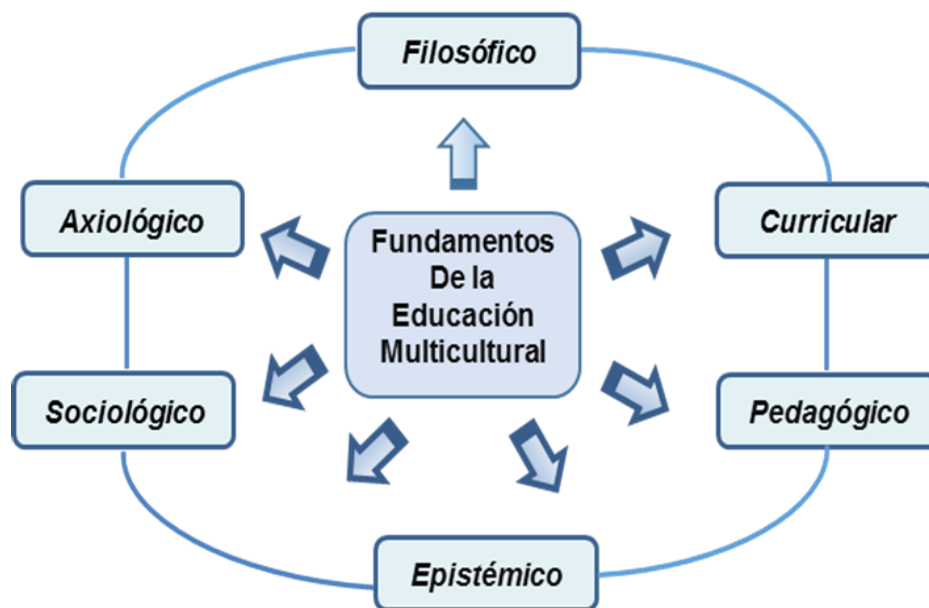 Filosófico
Axiológico
Fundamentos
De la
Educación
Multicultural
Curricular
Sociológico
Pedagógico
Epistémico